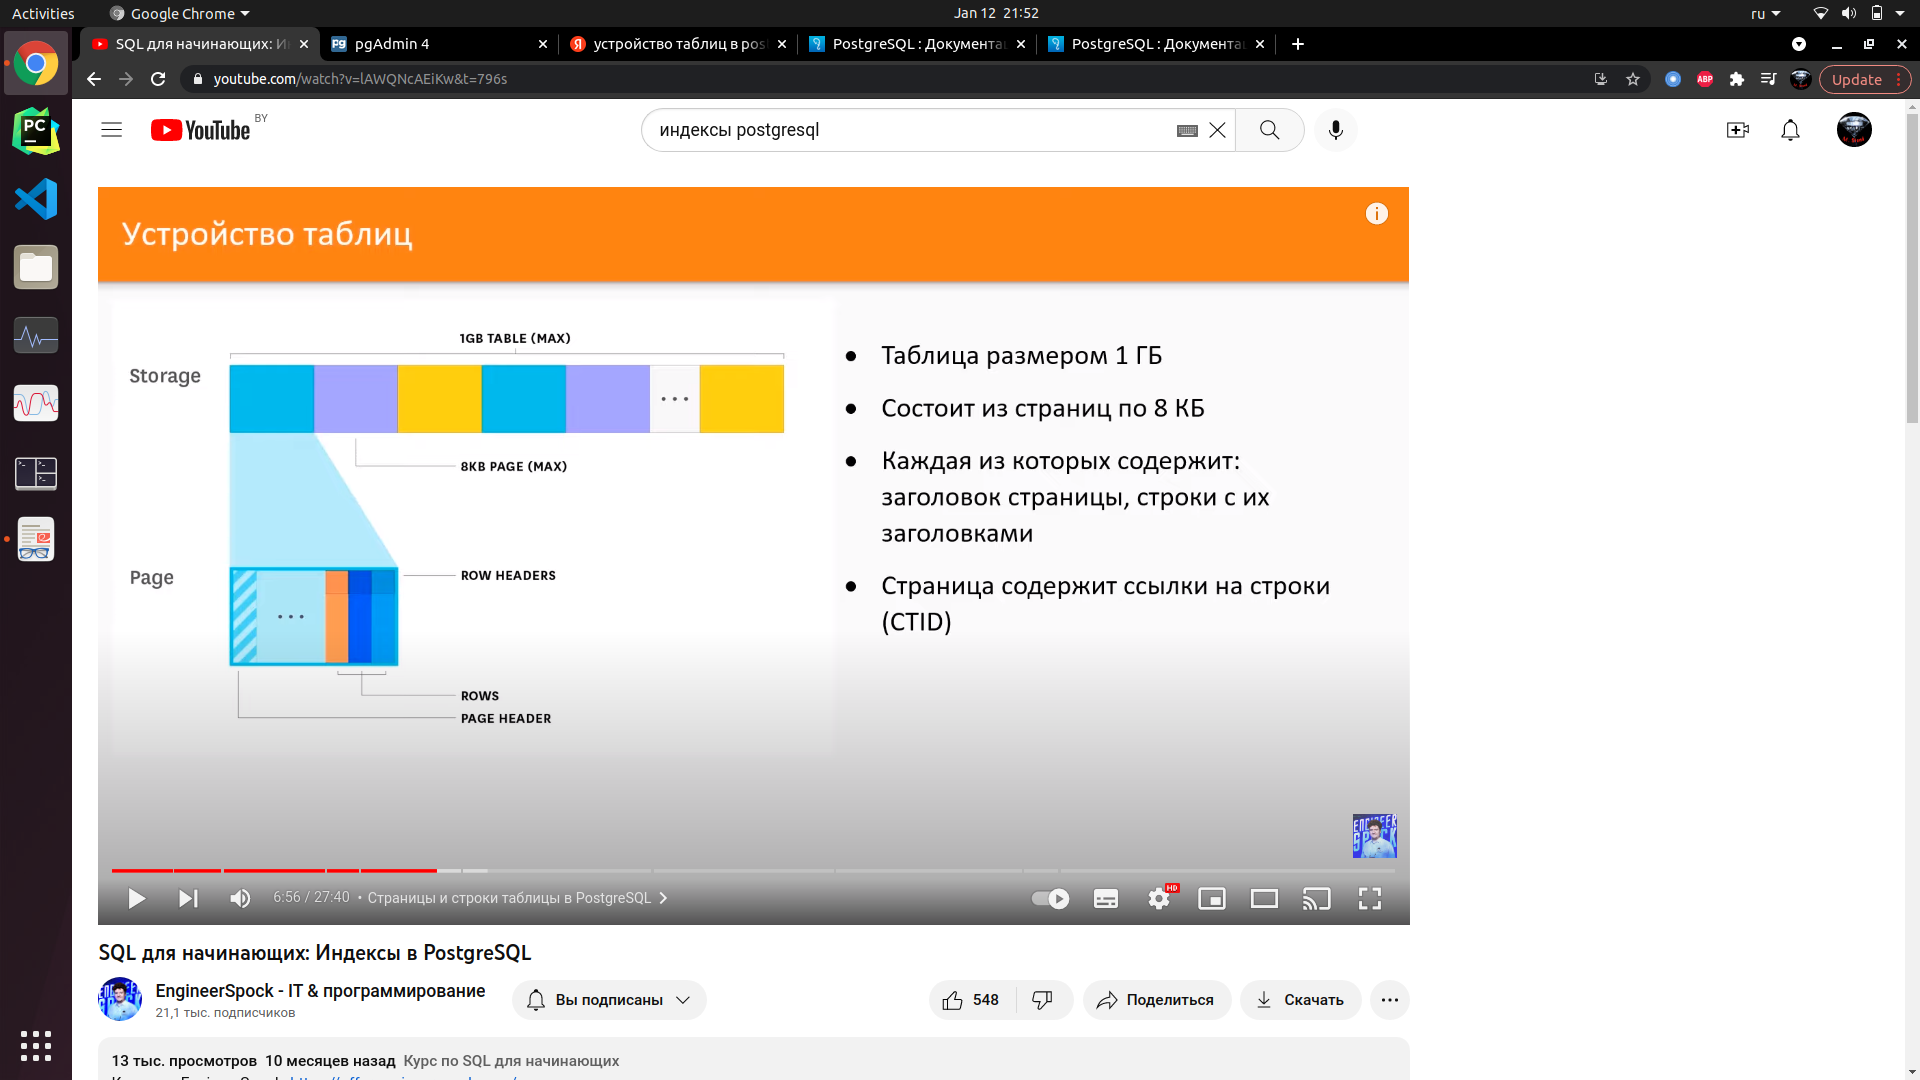 Activities
Google Chrome
Jan 12 21:52
ru
SQL для начинающих: И
pgAdmin 4
устройство таблиц в pos
PostgreSQL : Документа
PostgreSQL : Документа
youtube.com/watch?v=lAWQNcAEiKw&t=796s
ABP
Update
YouTube
BY
индексы postgresql
Устройство таблиц
1GB TABLE (MAX)
Storage
8KB PAGE (MAX)
Page
ROW HEADERS
ROWS
PAGE HEADER
Таблица размером 1 ГБ
Состоит из страниц по 8 КБ
Каждая из которых содержит:
заголовок страницы, строки с их
заголовками
Страница содержит ссылки на строки
(CTID)
ENGINEER
SPOCK
6:56 / 27:40 • Страницы и строки таблицы в PostgreSQL
HD
SQL для начинающих: Индексы в PostgreSQL
EngineerSpock - IT & программирование
21,1 тыс. подписчиков
Вы подписаны
548
Поделиться
Скачать
13 тыс. просмотров 10 месяцев назад Курс по SQL для начинающих